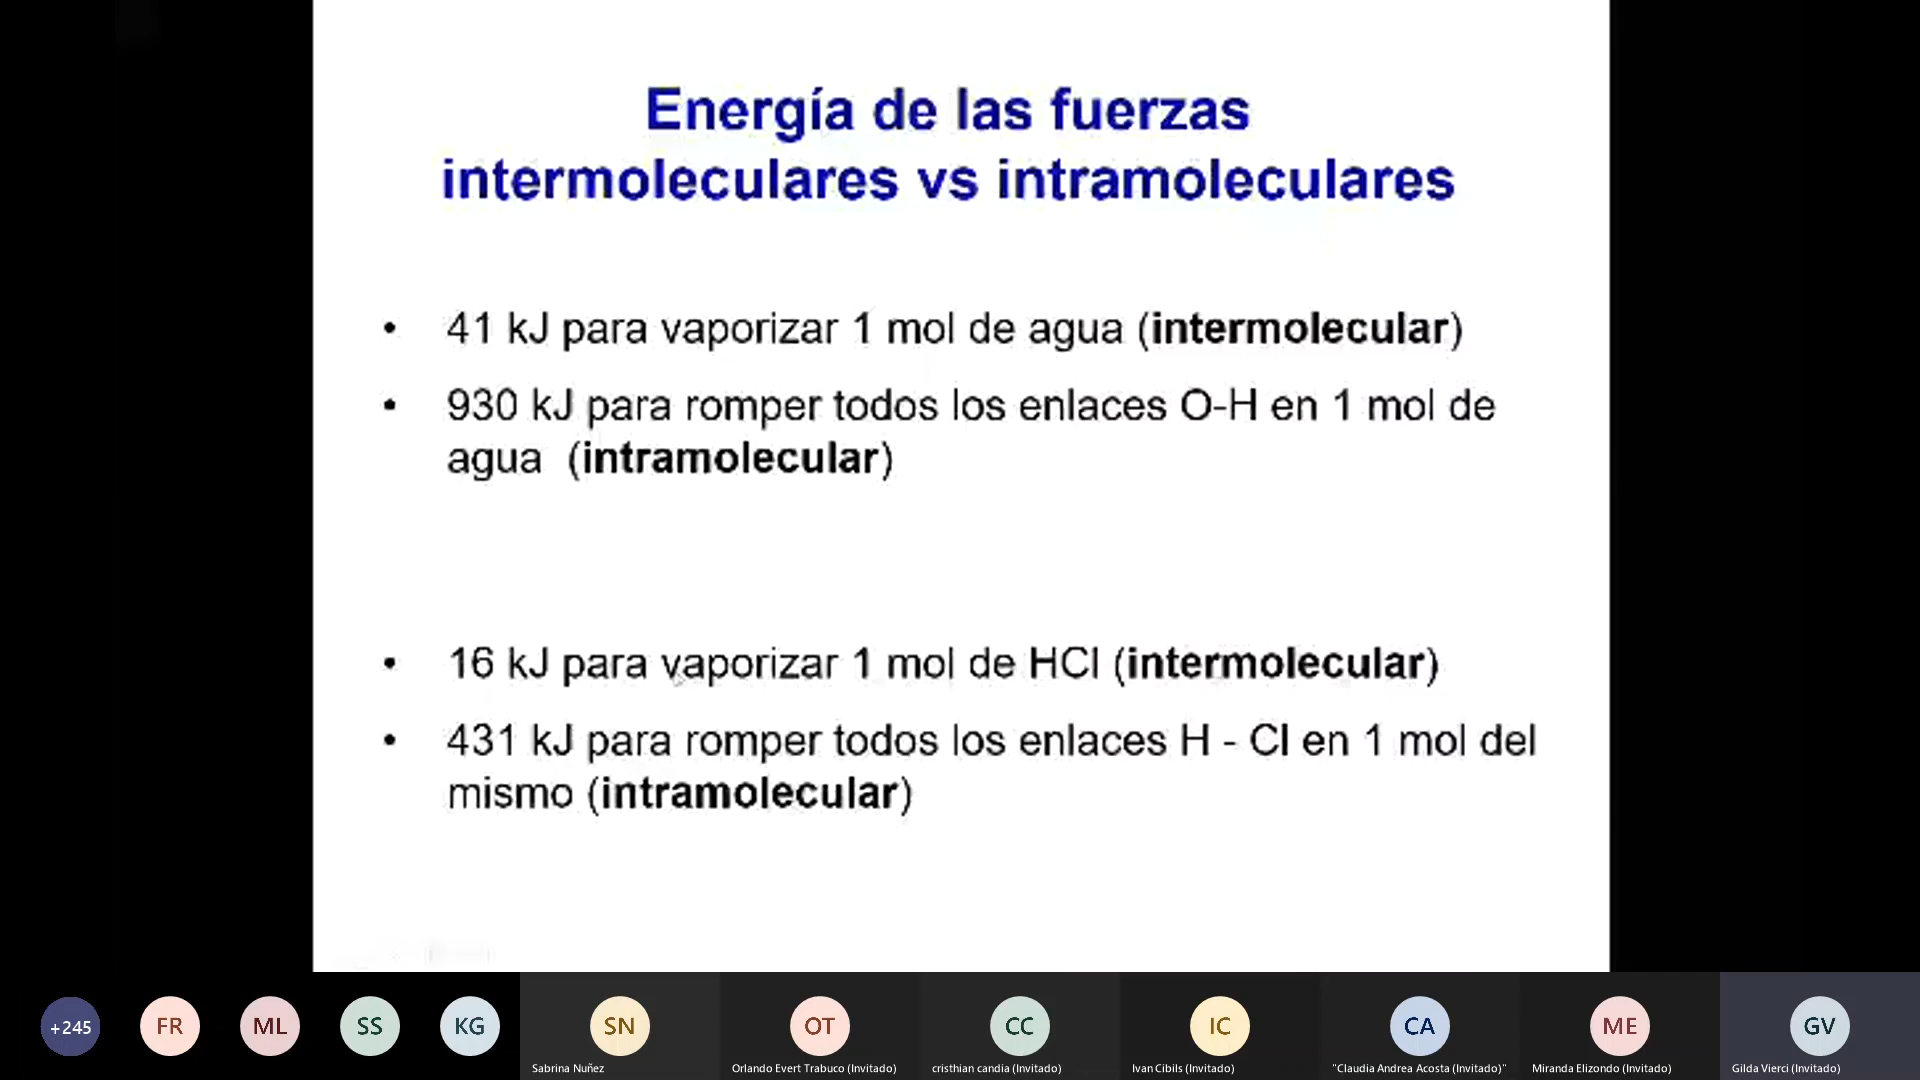 Energía de las fuerzas
intermoleculares vs intramoleculares
• 41 kJ para vaporizar 1 mol de agua (intermolecular)
• 930 kJ para romper todos los enlaces O-H en 1 mol de
agua (intramolecular)
• 16 kJ para vaporizar 1 mol de HCl (intermolecular)
• 431 kJ para romper todos los enlaces H - Cl en 1 mol del
mismo (intramolecular)
+245 FR ML SS KG SN OT CC IC CA ME GV
Sabrina Nuñez Orlando Evert Trabuco (Invitado) cristhian candia (Invitado) Ivan Cibils (Invitado) "Claudia Andrea Acosta (Invitado)" Miranda Elizondo (Invitado) Gilda Vierci (Invitado)